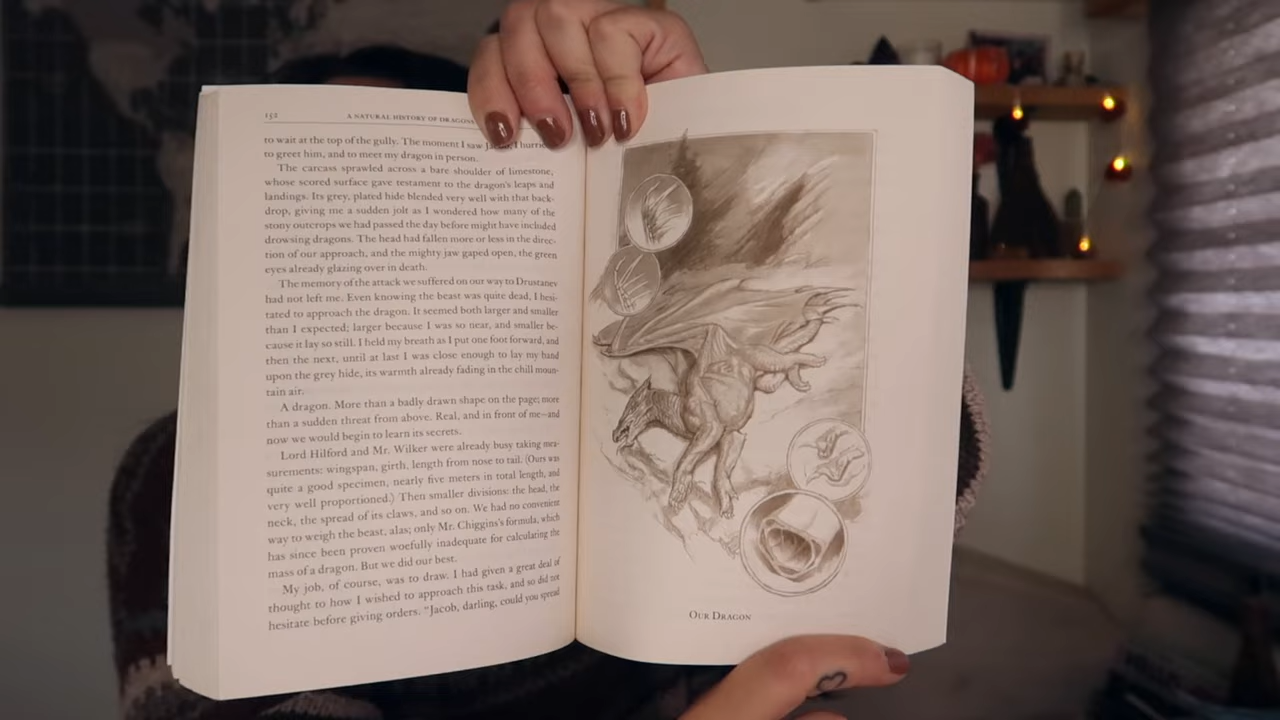 152
A NATURAL HISTORY OF DRAGONS
to wait at the top of the gully. The moment I saw
to greet him, and to meet my dragon in person.
The carcass sprawled across a bare shoulder of limestone,
whose scored surface gave testament to the dragon's leaps and
landings. Its grey, plated hide blended very well with that back-
drop, giving me a sudden jolt as I wondered how many of the
stony outcrops we had passed the day before might have included
drowsing dragons. The head had fallen more or less in the direc-
tion of our approach, and the mighty jaw gaped open, the green
eyes already glazing over in death.
The memory of the attack we suffered on our way to Drustanev
had not left me. Even knowing the beast was quite dead, I hesi-
tated to approach the dragon. It seemed both larger and smaller
than I expected; larger because I was so near, and smaller be-
cause it lay so still. I held my breath as I put one foot forward, and
then the next, until at last I was close enough to lay my hand
upon the grey hide, its warmth already fading in the chill moun-
tain air.
A dragon. More than a badly drawn shape on the page; more
than a sudden threat from above. Real, and in front of me—and
now we would begin to learn its secrets.
Lord Hilford and Mr. Wilker were already busy taking mea-
surements: wingspan, girth, length from nose to tail. (Ours was
quite a good specimen, nearly five meters in total length, and
very well proportioned.) Then smaller divisions: the head, the
neck, the spread of its claws, and so on. We had no convenient
way to weigh the beast, alas; only Mr. Chiggins's formula, which
has since been proven woefully inadequate for calculating the
mass of a dragon. But we did our best.
My job, of course, was to draw. I had given a great deal of
thought to how I wished to approach this task, and so did not
hesitate before giving orders. "Jacob, darling, could you spread
OUR DRAGON